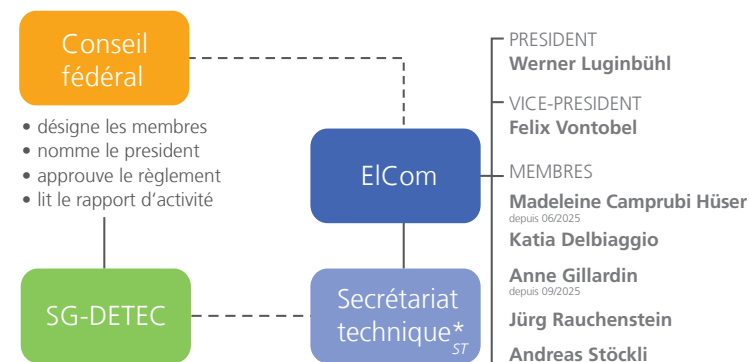 Conseil
fédéral
• désigne les membres
• nomme le president
• approuve le règlement
• lit le rapport d’activité
SG-DETEC
ElCom
Secrétariat
technique*
ST
PRESIDENT
Werner Luginbühl
VICE-PRESIDENT
Felix Vontobel
MEMBRES
Madeleine Camprubi Hüser
depuis 06/2025
Katia Delbiaggio
Anne Gillardin
depuis 09/2025
Jürg Rauchenstein
Andreas Stöckli